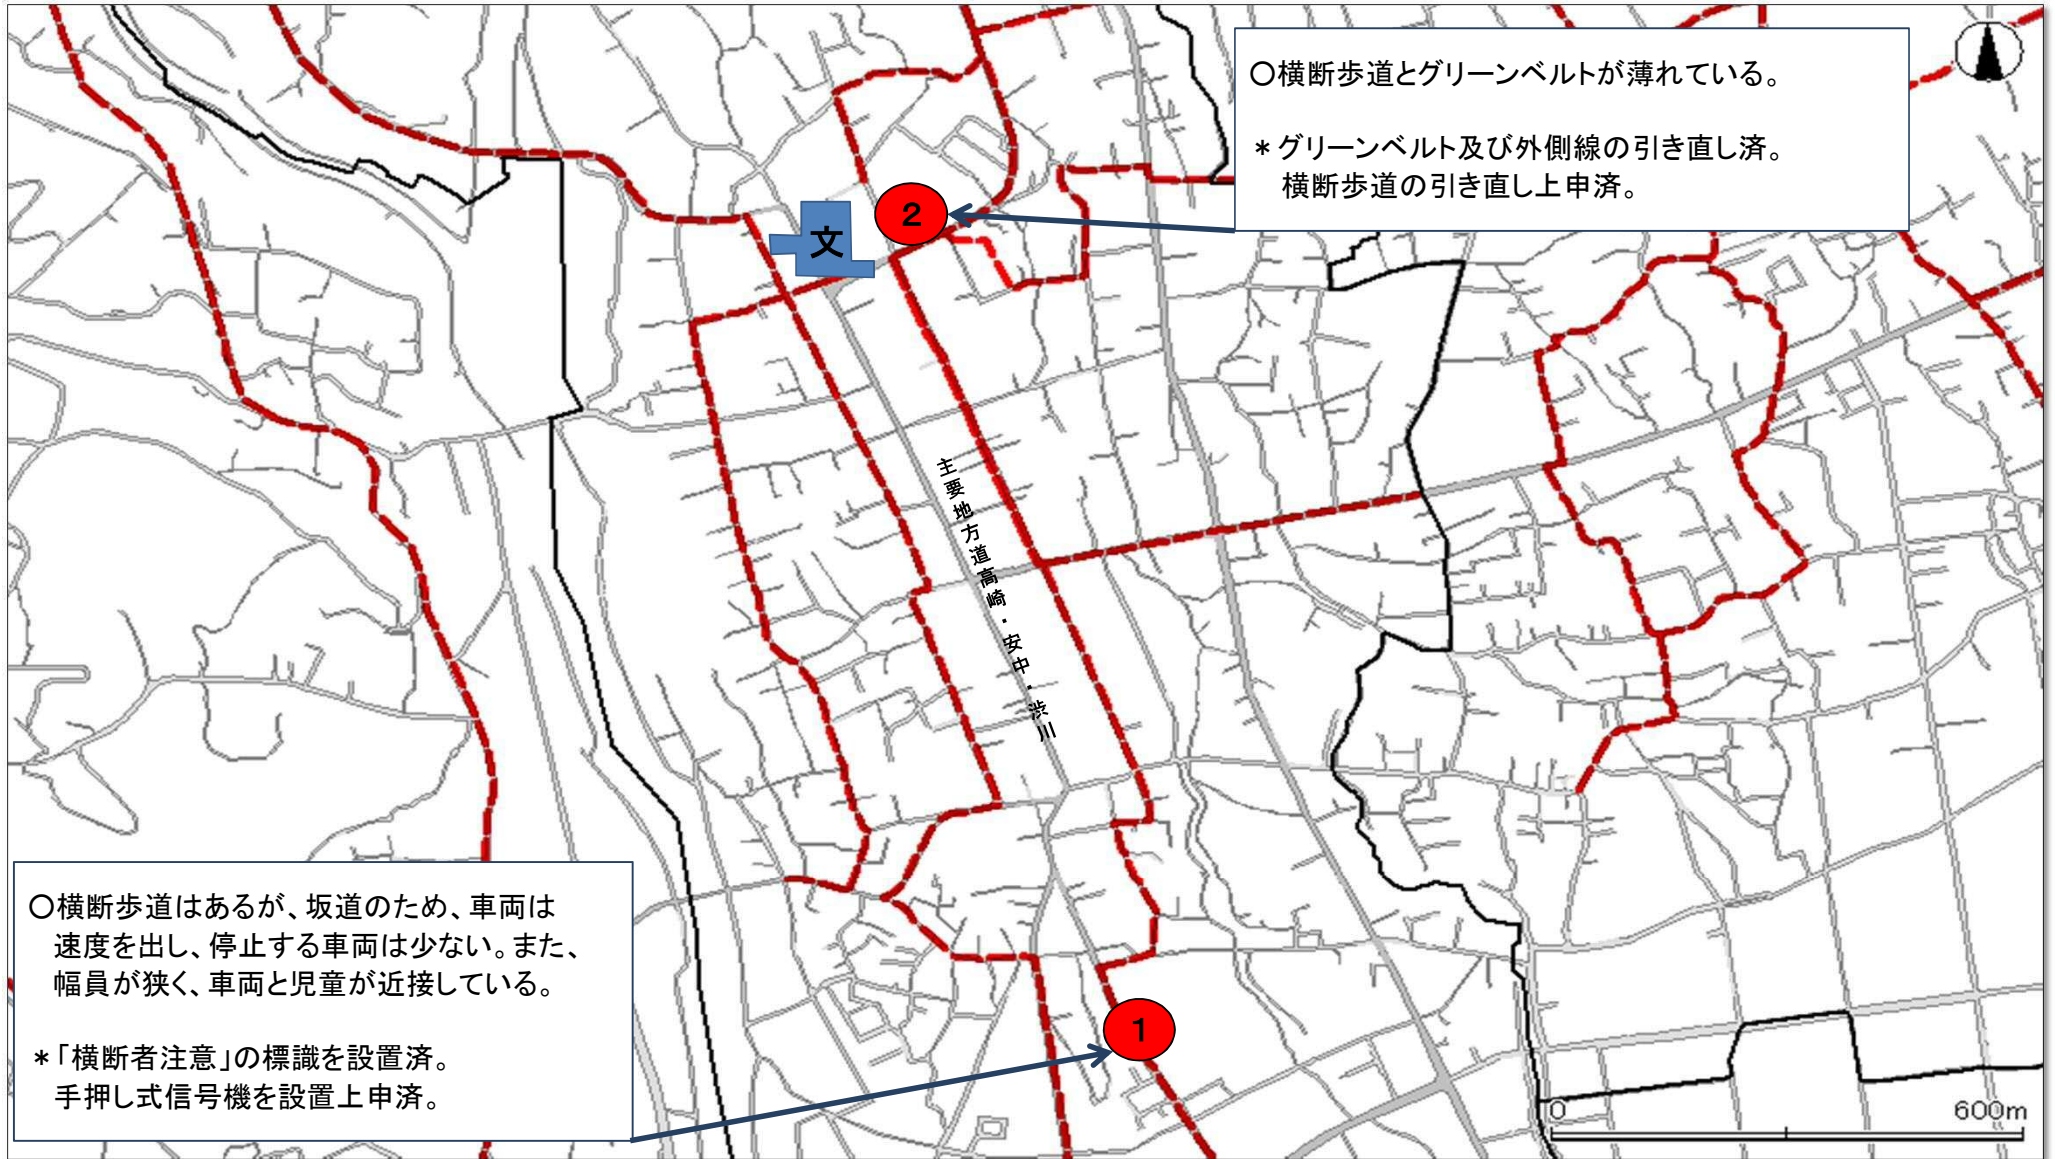 〇横断歩道とグリーンベルトが薄れている。
＊グリーンベルト及び外側線の引き直し済。
横断歩道の引き直し上申済。
2
文
主要地方道高崎・安中・渋川
〇横断歩道はあるが、坂道のため、車両は
速度を出し、停止する車両は少ない。また、
幅員が狭く、車両と児童が近接している。
＊「横断者注意」の標識を設置済。
手押し式信号機を設置上申済。
1
0 600m